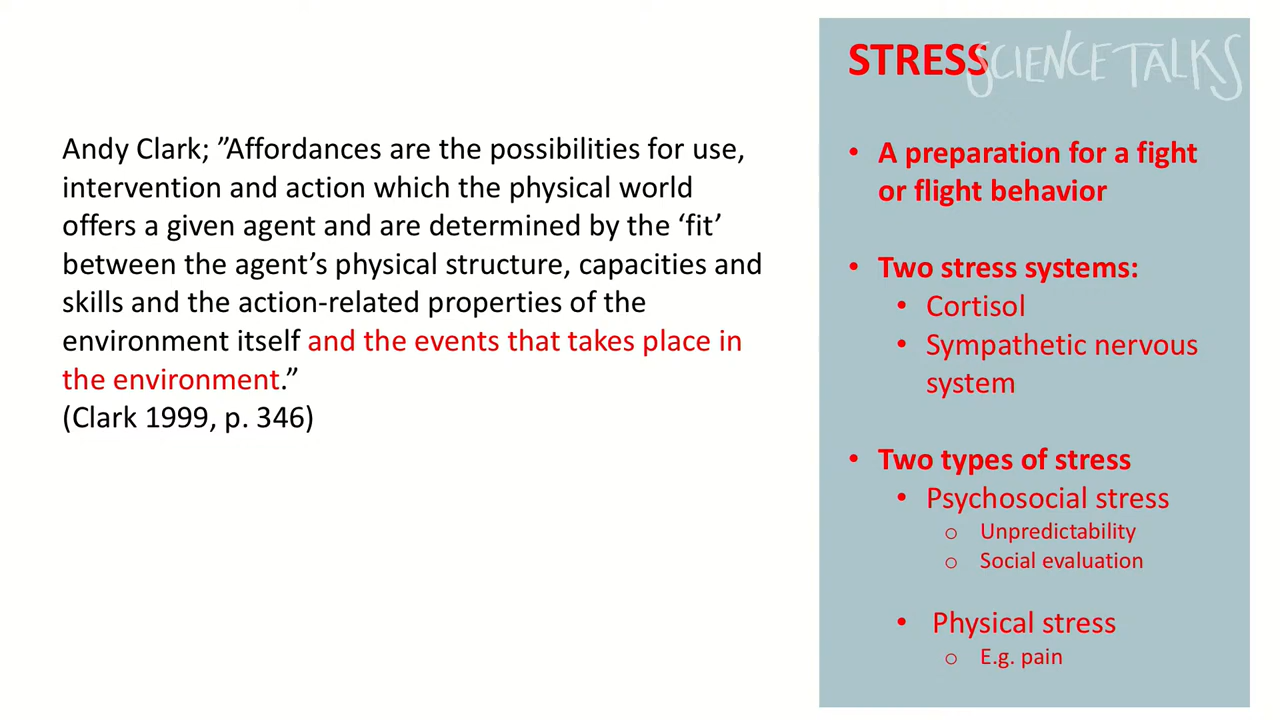 Andy Clark; ”Affordances are the possibilities for use,
intervention and action which the physical world
offers a given agent and are determined by the ‘fit’
between the agent’s physical structure, capacities and
skills and the action-related properties of the
environment itself and the events that takes place in
the environment.”
(Clark 1999, p. 346)
STRESS
SCIENCE TALKS
• A preparation for a fight
or flight behavior
• Two stress systems:
• Cortisol
• Sympathetic nervous
system
• Two types of stress
• Psychosocial stress
o Unpredictability
o Social evaluation
• Physical stress
o E.g. pain